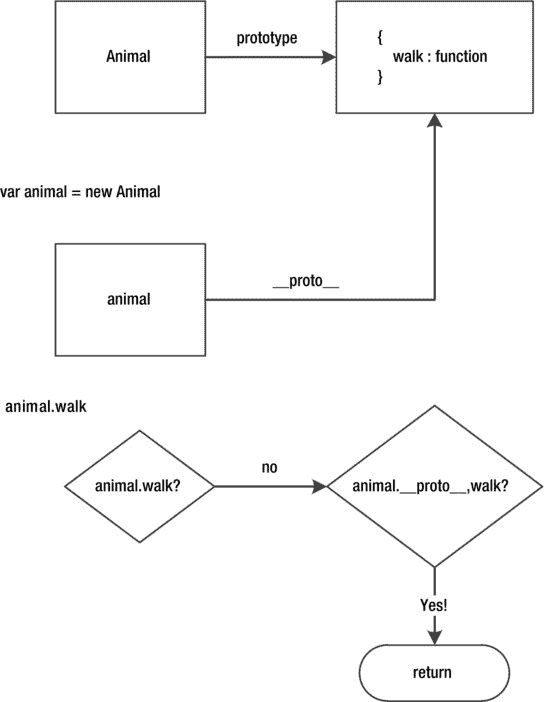 Animal
prototype
{
walk : function
}
var animal = new Animal
animal
__proto__
animal.walk
animal.walk?
no
animal.__proto__,walk?
Yes!
return